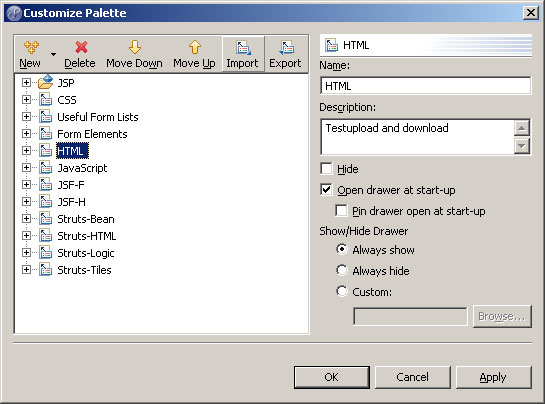 Customize Palette
New Delete Move Down Move Up Import Export
JSP
CSS
Useful Form Lists
Form Elements
HTML
JavaScript
JSF-F
JSF-H
Struts-Bean
Struts-HTML
Struts-Logic
Struts-Tiles
HTML
Name:
HTML
Description:
Testupload and download
Hide
Open drawer at start-up
Pin drawer open at start-up
Show/Hide Drawer
Always show
Always hide
Custom:
Browse...
OK Cancel Apply